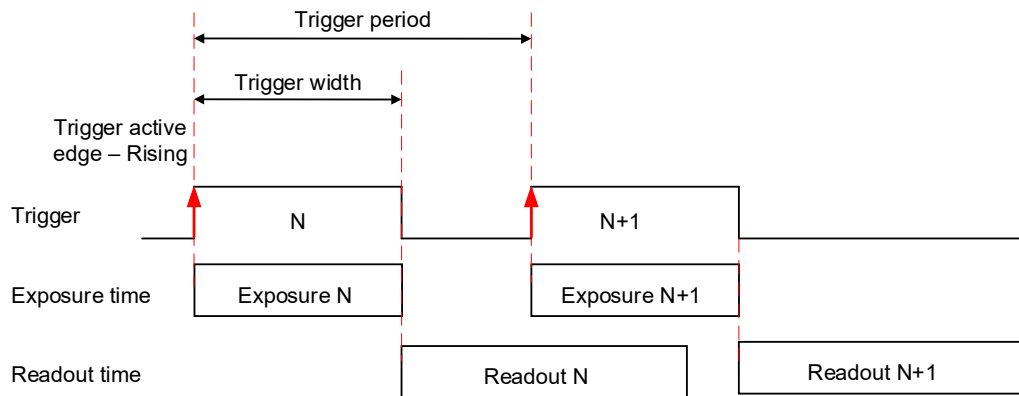 Trigger period
Trigger width
Trigger active
edge – Rising
Trigger
N
N+1
Exposure time
Exposure N
Exposure N+1
Readout time
Readout N
Readout N+1